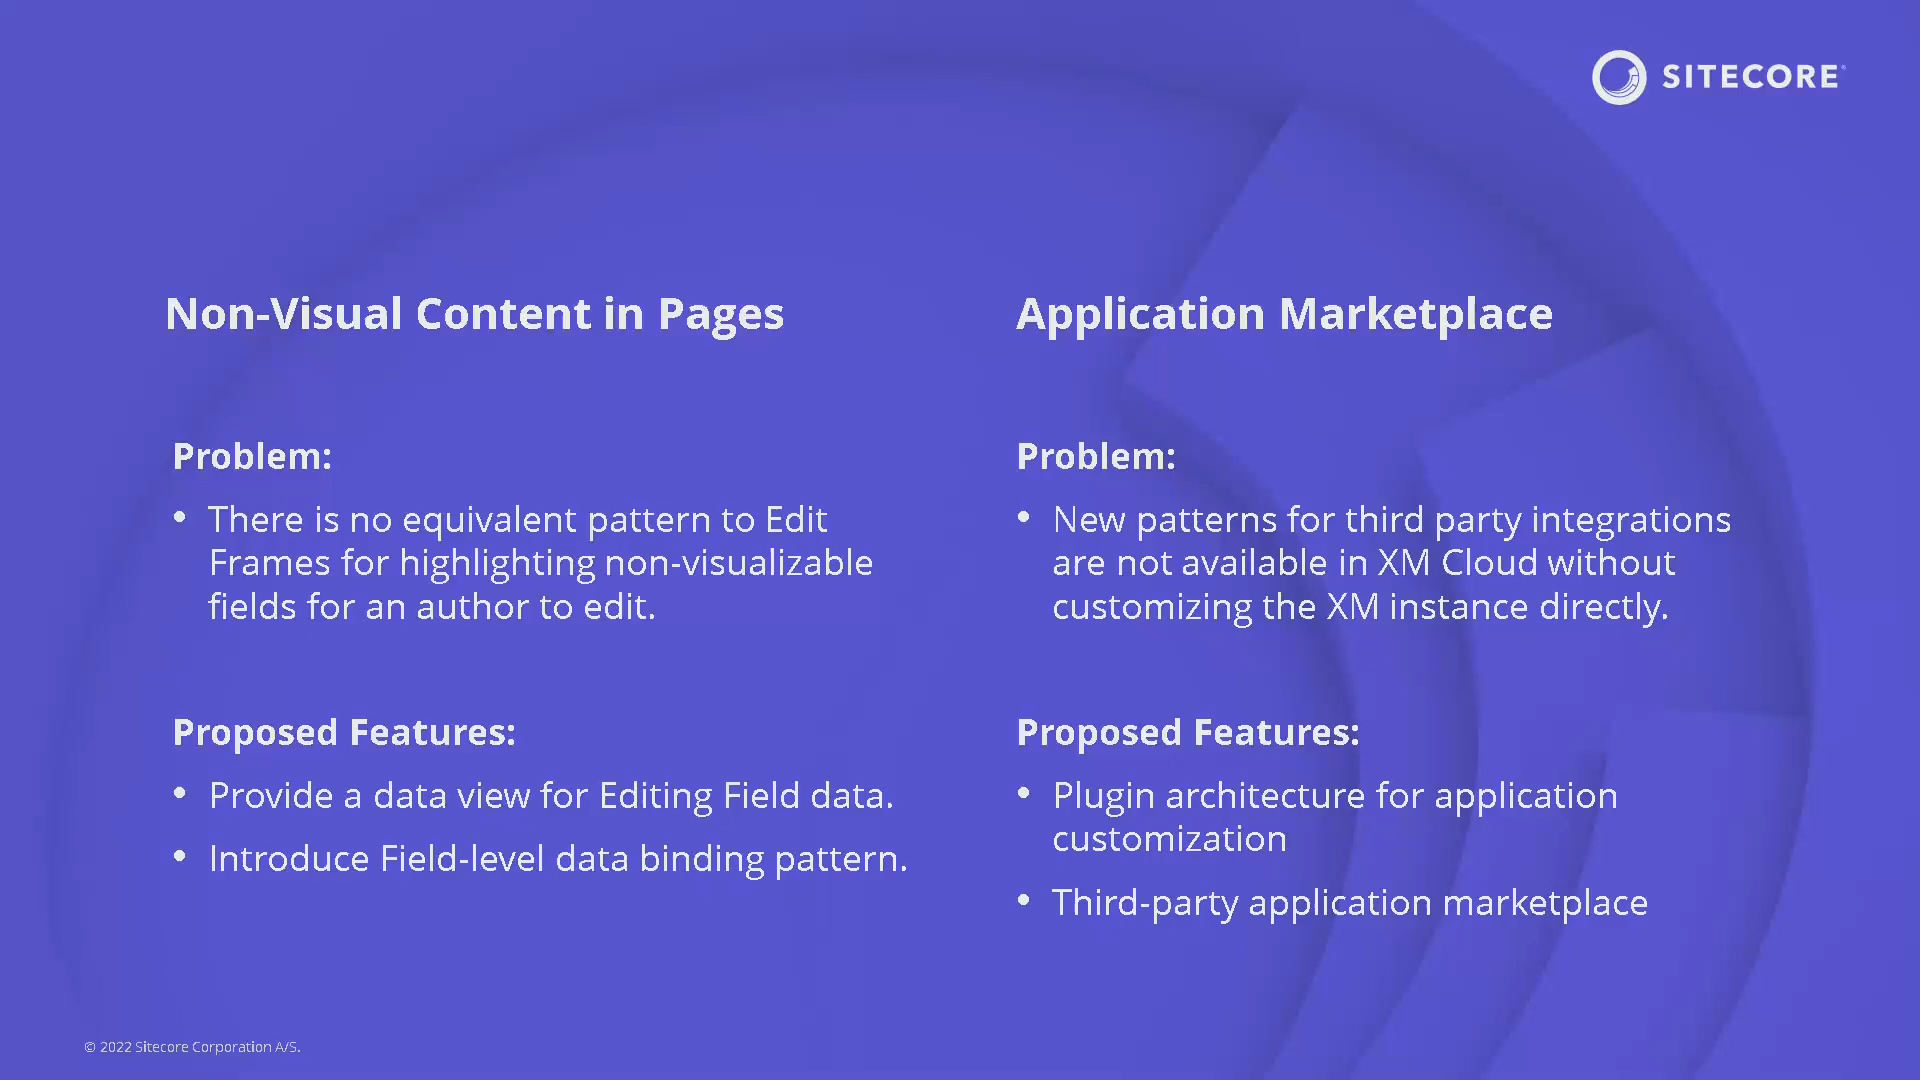 SITECORE
Non-Visual Content in Pages
Problem:
• There is no equivalent pattern to Edit
Frames for highlighting non-visualizable
fields for an author to edit.
Proposed Features:
• Provide a data view for Editing Field data.
• Introduce Field-level data binding pattern.
Application Marketplace
Problem:
• New patterns for third party integrations
are not available in XM Cloud without
customizing the XM instance directly.
Proposed Features:
• Plugin architecture for application
customization
• Third-party application marketplace
© 2022 Sitecore Corporation A/S.